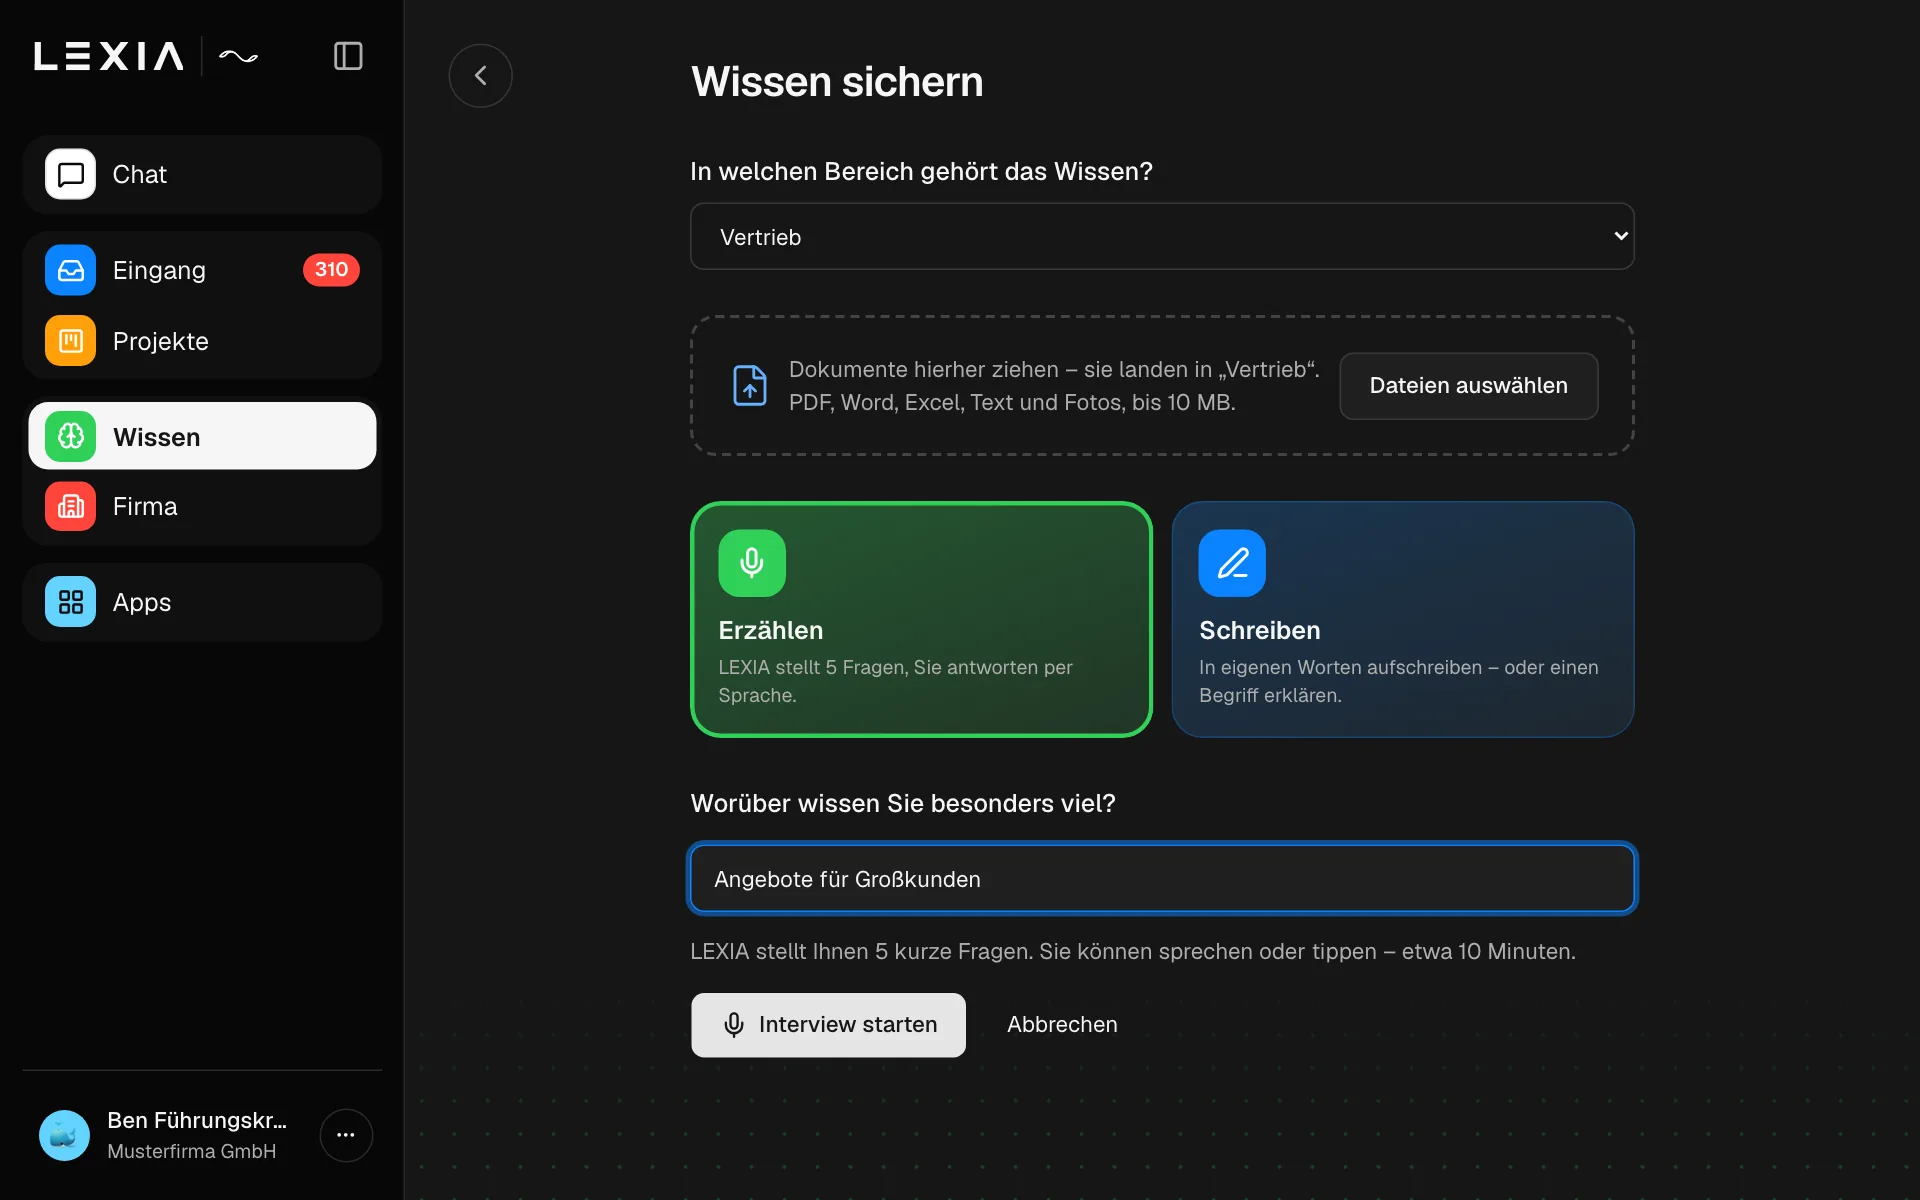 LEXIA
Chat
Eingang
310
Projekte
Wissen
Firma
Apps
Ben Führungskr...
Musterfirma GmbH
Wissen sichern
In welchen Bereich gehört das Wissen?
Vertrieb
Dokumente hierher ziehen – sie landen in „Vertrieb“.
PDF, Word, Excel, Text und Fotos, bis 10 MB.
Dateien auswählen
Erzählen
LEXIA stellt 5 Fragen, Sie antworten per
Sprache.
Schreiben
In eigenen Worten aufschreiben – oder einen
Begriff erklären.
Worüber wissen Sie besonders viel?
Angebote für Großkunden
LEXIA stellt Ihnen 5 kurze Fragen. Sie können sprechen oder tippen – etwa 10 Minuten.
Interview starten
Abbrechen